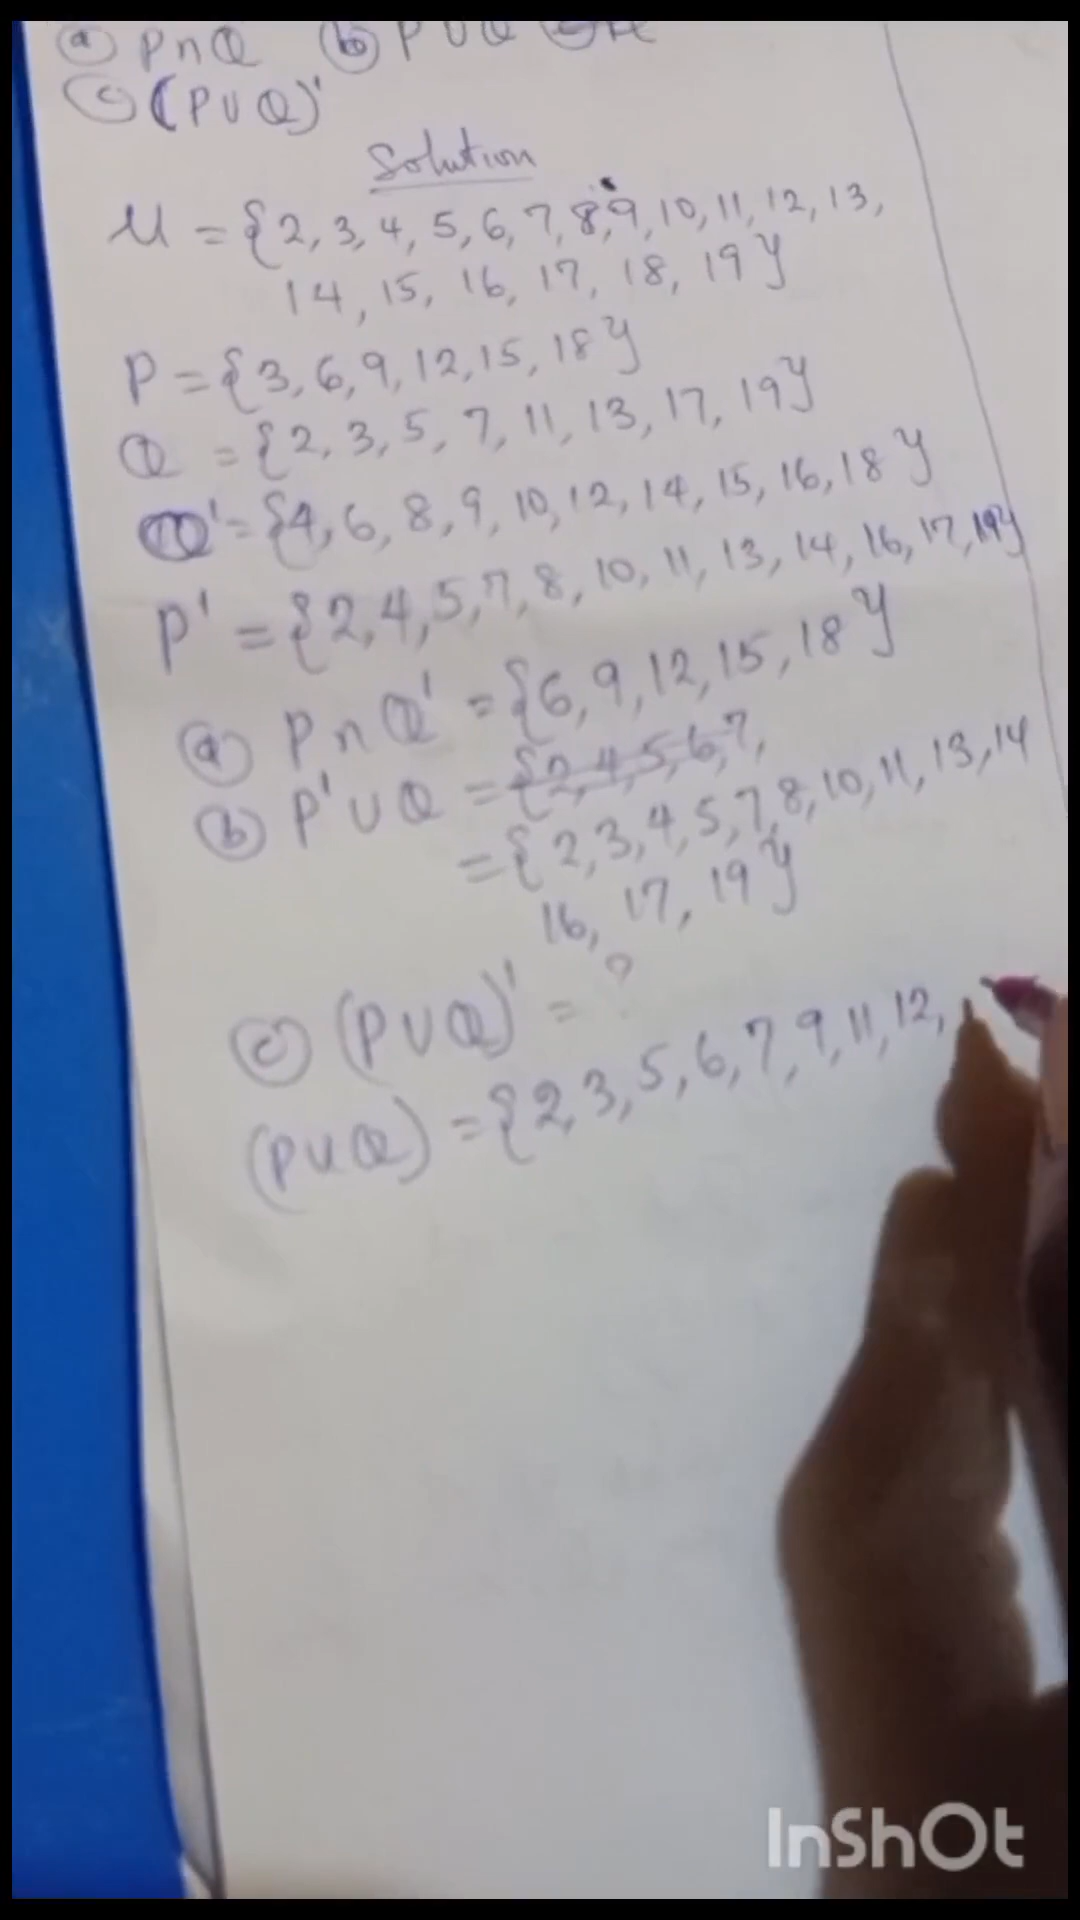 (a) P∩Q (b) P∪Q
(c) (P∪Q)'
Solution
U = {2, 3, 4, 5, 6, 7, 8, 9, 10, 11, 12, 13,
14, 15, 16, 17, 18, 19}
P = {3, 6, 9, 12, 15, 18}
Q = {2, 3, 5, 7, 11, 13, 17, 19}
Q' = {4, 6, 8, 9, 10, 12, 14, 15, 16, 18}
P' = {2, 4, 5, 7, 8, 10, 11, 13, 14, 16, 17, 19}
(a) P∩Q' = {6, 9, 12, 15, 18}
(b) P'∪Q = {2, 4, 5, 6, 7,
= {2, 3, 4, 5, 7, 8, 10, 11, 13, 14
16, 17, 19}
(c) (P∪Q)' = ?
(P∪Q) = {2, 3, 5, 6, 7, 9, 11, 12,
InShOt